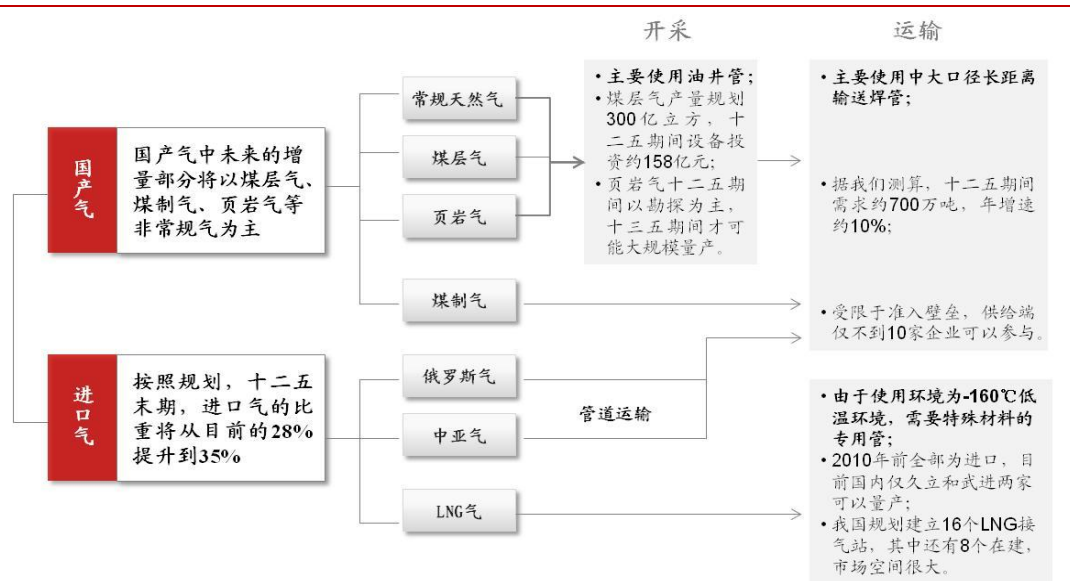 开采
运输
国产气
国产气中未来的增
量部分将以煤层气、
煤制气、页岩气等
非常规气为主
常规天然气
煤层气
页岩气
煤制气
•主要使用油井管；
•煤层气产量规划
300亿立方，十
二五期间设备投
资约158亿元；
•页岩气十二五期
间以勘探为主，
十三五期间才可
能大规模量产。
•主要使用中大口径长距离
输送焊管；
•据我们测算，十二五期间
需求约700万吨，年增速
约10%；
•受限于准入壁垒，供给端
仅不到10家企业可以参与。
进口气
按照规划，十二五
末期，进口气的比
重将从目前的28%
提升到35%
俄罗斯气
中亚气
LNG气
管道运输
•由于使用环境为-160℃低
温环境，需要特殊材料的
专用管；
•2010年前全部为进口，目
前国内仅久立和武进两家
可以量产；
•我国规划建立16个LNG接
气站，其中还有8个在建，
市场空间很大。